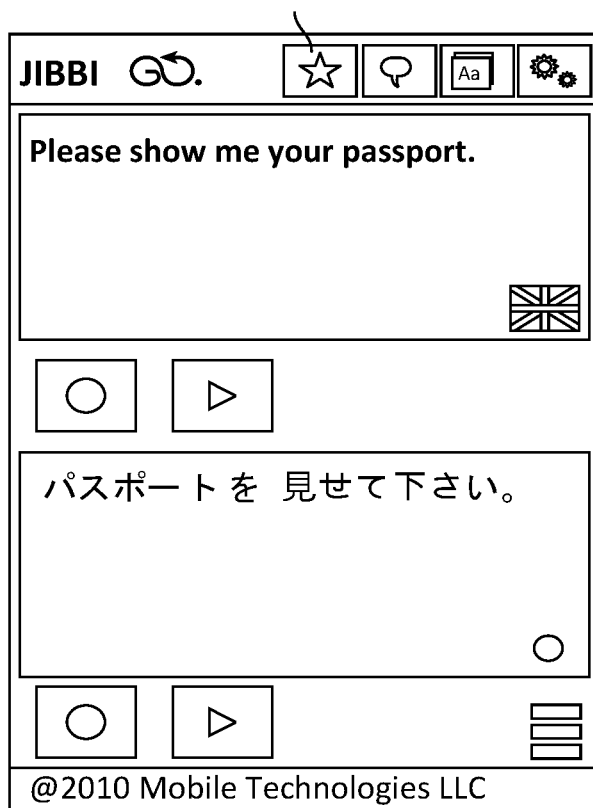 JIBBI GO.
Aa
Please show me your passport.
パスポートを 見せて下さい。
@2010 Mobile Technologies LLC